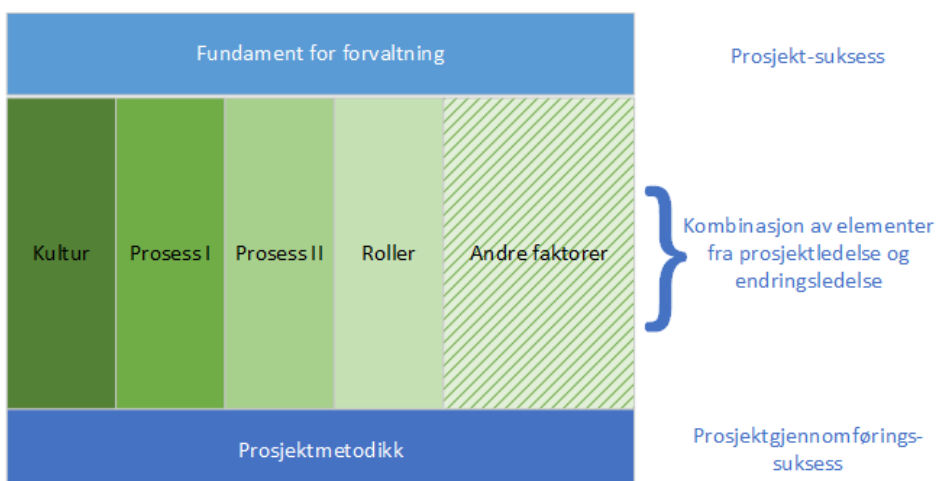 Fundament for forvaltning
Prosjekt-suksess
Kultur
Prosess I
Prosess II
Roller
Andre faktorer
Kombinasjon av elementer
fra prosjektledelse og
endringsledelse
Prosjektmetodikk
Prosjektgjennomførings-
suksess